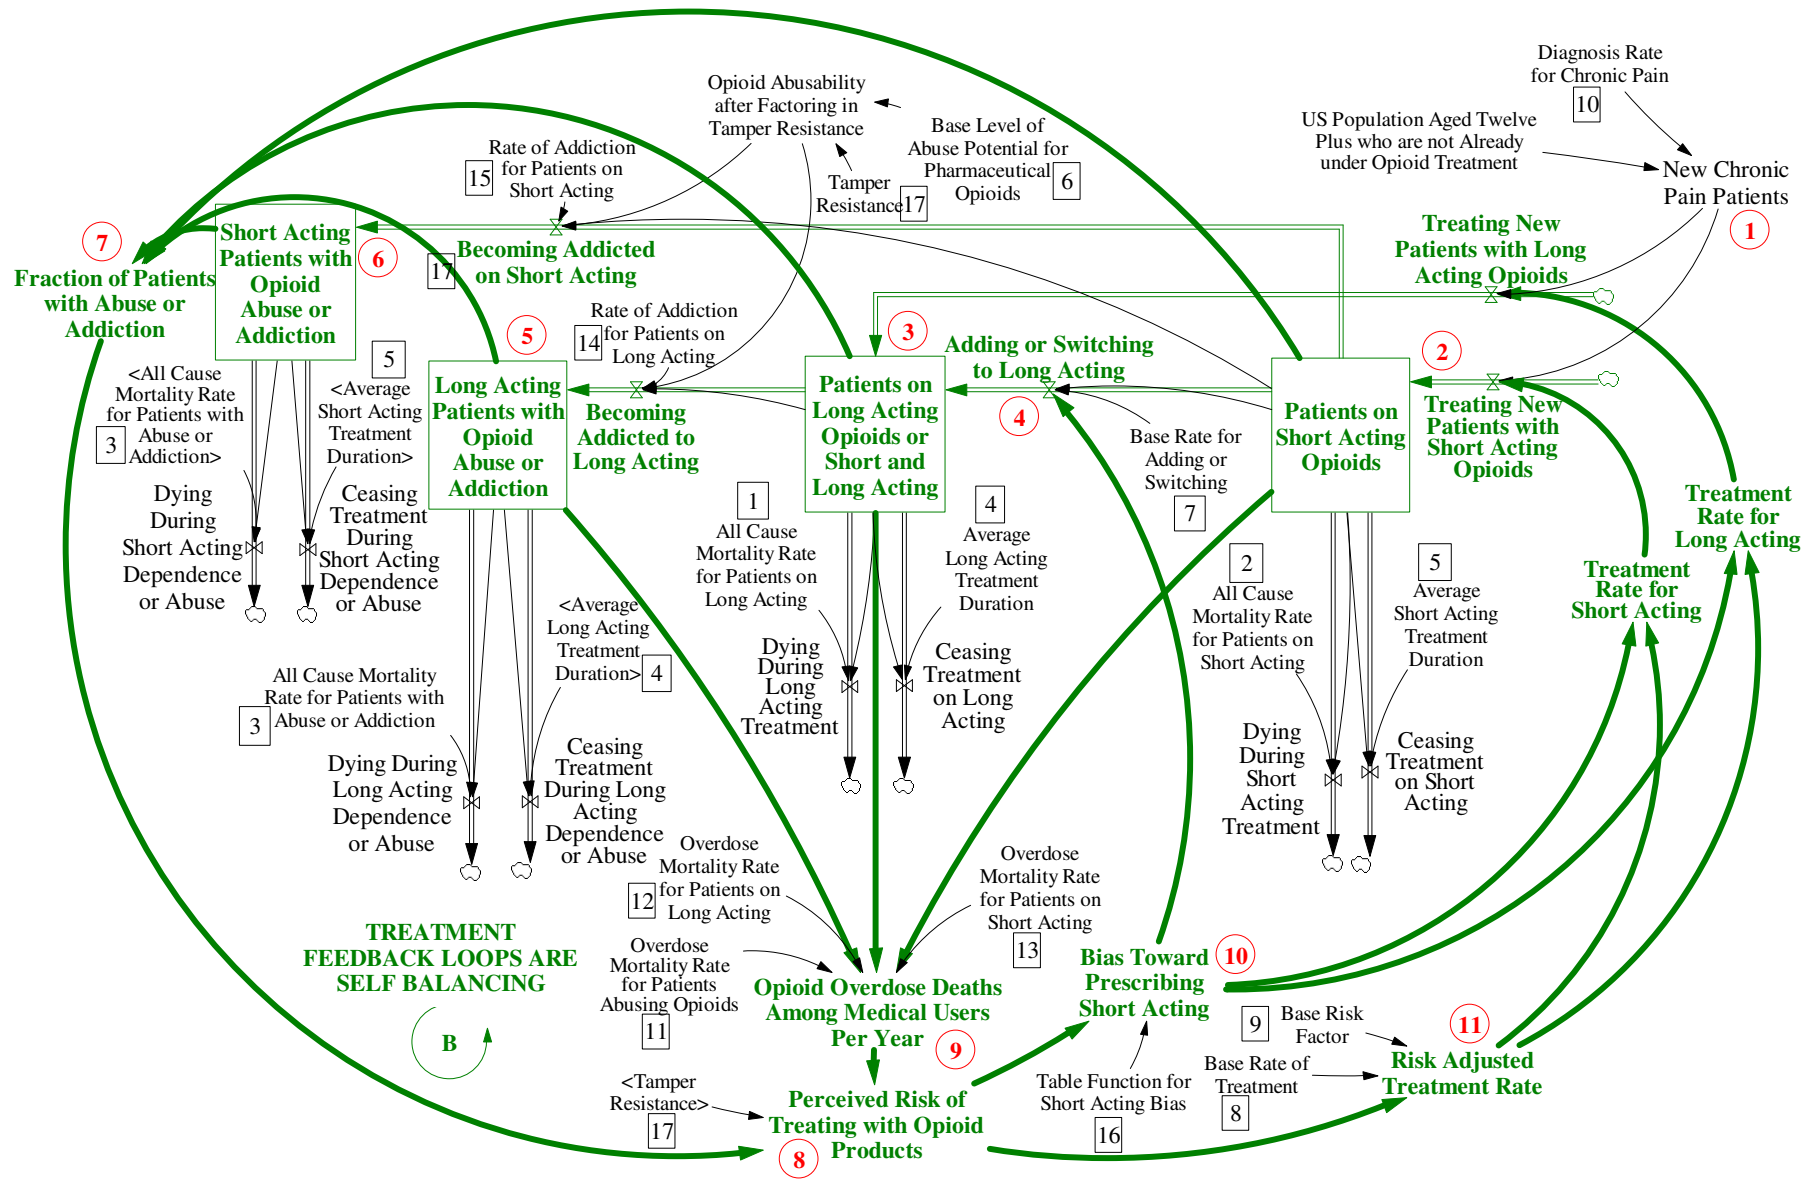 Diagnosis Rate
for Chronic Pain
10
US Population Aged Twelve
Plus who are not Already
under Opioid Treatment
New Chronic
Pain Patients
1
Opioid Abusability
after Factoring in
Tamper Resistance
Base Level of
Abuse Potential for
Pharmaceutical
Opioids
6
Tamper
Resistance
17
Rate of Addiction
for Patients on
Short Acting
15
7
Fraction of Patients
with Abuse or
Addiction
Short Acting
Patients with
Opioid
Abuse or
Addiction
6
Becoming Addicted
on Short Acting
17
Treating New
Patients with Long
Acting Opioids
Rate of Addiction
for Patients on
Long Acting
14
5
Long Acting
Patients with
Opioid
Abuse or
Addiction
Becoming
Addicted to
Long Acting
3
Patients on
Long Acting
Opioids or
Short and
Long Acting
Adding or Switching
to Long Acting
4
Base Rate for
Adding or
Switching
7
2
Patients on
Short Acting
Opioids
Treating New
Patients with
Short Acting
Opioids
Treatment
Rate for
Long Acting
Treatment
Rate for
Short Acting
<All Cause
Mortality Rate
for Patients with
Abuse or
Addiction>
3
5
<Average
Short Acting
Treatment
Duration>
Dying
During
Short Acting
Dependence
or Abuse
Ceasing
Treatment
During
Short Acting
Dependence
or Abuse
<Average
Long Acting
Treatment
Duration>
4
All Cause Mortality
Rate for Patients with
Abuse or Addiction
3
Dying During
Long Acting
Dependence
or Abuse
Ceasing
Treatment
During Long
Acting
Dependence
or Abuse
1
All Cause
Mortality Rate
for Patients on
Long Acting
4
Average
Long Acting
Treatment
Duration
Dying
During
Long
Acting
Treatment
Ceasing
Treatment
on Long
Acting
2
All Cause
Mortality Rate
for Patients on
Short Acting
5
Average
Short Acting
Treatment
Duration
Dying
During
Short
Acting
Treatment
Ceasing
Treatment
on Short
Acting
Overdose
Mortality Rate
for Patients on
Long Acting
12
Overdose
Mortality Rate
for Patients
Abusing Opioids
11
Overdose
Mortality Rate
for Patients on
Short Acting
13
TREATMENT
FEEDBACK LOOPS ARE
SELF BALANCING
B
Opioid Overdose Deaths
Among Medical Users
Per Year
9
Bias Toward
Prescribing
Short Acting
10
<Tamper
Resistance>
17
Perceived Risk of
Treating with Opioid
Products
8
Table Function for
Short Acting Bias
16
9
Base Risk
Factor
Base Rate of
Treatment
8
11
Risk Adjusted
Treatment Rate